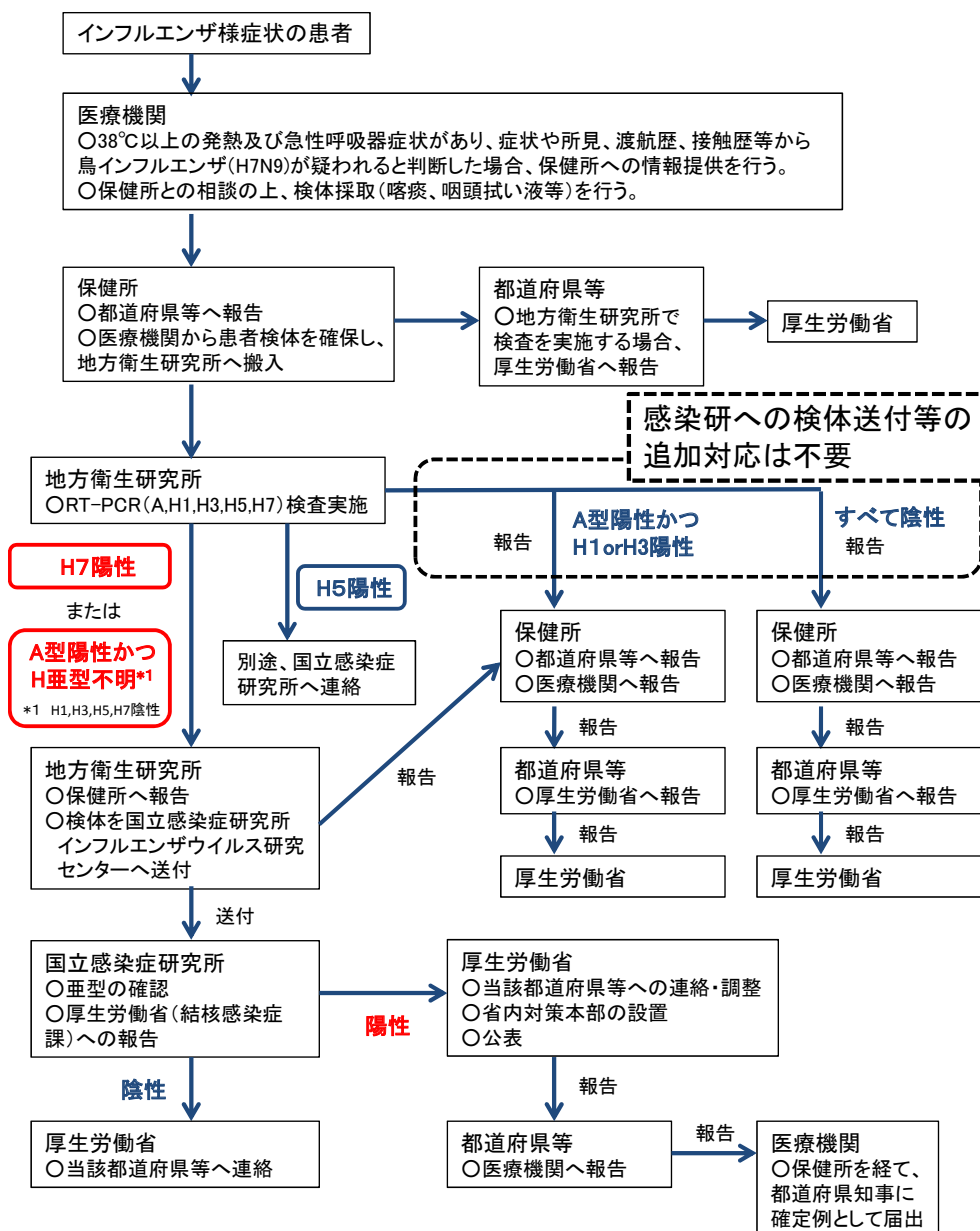 インフルエンザ様症状の患者
医療機関
○38℃以上の発熱及び急性呼吸器症状があり、症状や所見、渡航歴、接触歴等から
鳥インフルエンザ(H7N9)が疑われると判断した場合、保健所への情報提供を行う。
○保健所との相談の上、検体採取(喀痰、咽頭拭い液等)を行う。
保健所
○都道府県等へ報告
○医療機関から患者検体を確保し、
地方衛生研究所へ搬入
都道府県等
○地方衛生研究所で
検査を実施する場合、
厚生労働省へ報告
厚生労働省
感染研への検体送付等の
追加対応は不要
地方衛生研究所
○RT-PCR(A,H1,H3,H5,H7)検査実施
報告
A型陽性かつ
H1orH3陽性
すべて陰性
報告
H7陽性
または
A型陽性かつ
H亜型不明*1
*1 H1,H3,H5,H7陰性
H5陽性
別途、国立感染症
研究所へ連絡
保健所
○都道府県等へ報告
○医療機関へ報告
報告
都道府県等
○厚生労働省へ報告
報告
厚生労働省
保健所
○都道府県等へ報告
○医療機関へ報告
報告
都道府県等
○厚生労働省へ報告
報告
厚生労働省
地方衛生研究所
○保健所へ報告
○検体を国立感染症研究所
インフルエンザウイルス研究
センターへ送付
報告
送付
国立感染症研究所
○亜型の確認
○厚生労働省(結核感染症
課)への報告
陽性
厚生労働省
○当該都道府県等への連絡・調整
○省内対策本部の設置
○公表
陰性
報告
厚生労働省
○当該都道府県等へ連絡
都道府県等
○医療機関へ報告
報告
医療機関
○保健所を経て、
都道府県知事に
確定例として届出